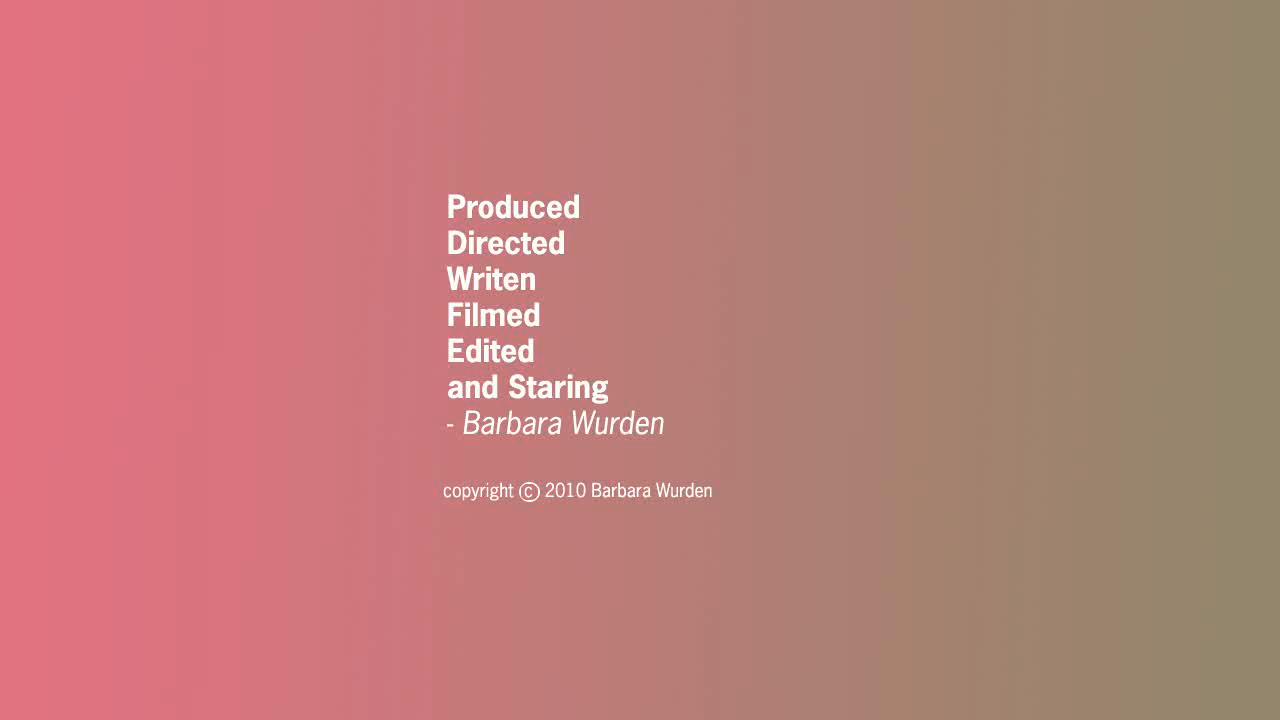 Produced
Directed
Writen
Filmed
Edited
and Staring
- Barbara Wurden
copyright © 2010 Barbara Wurden